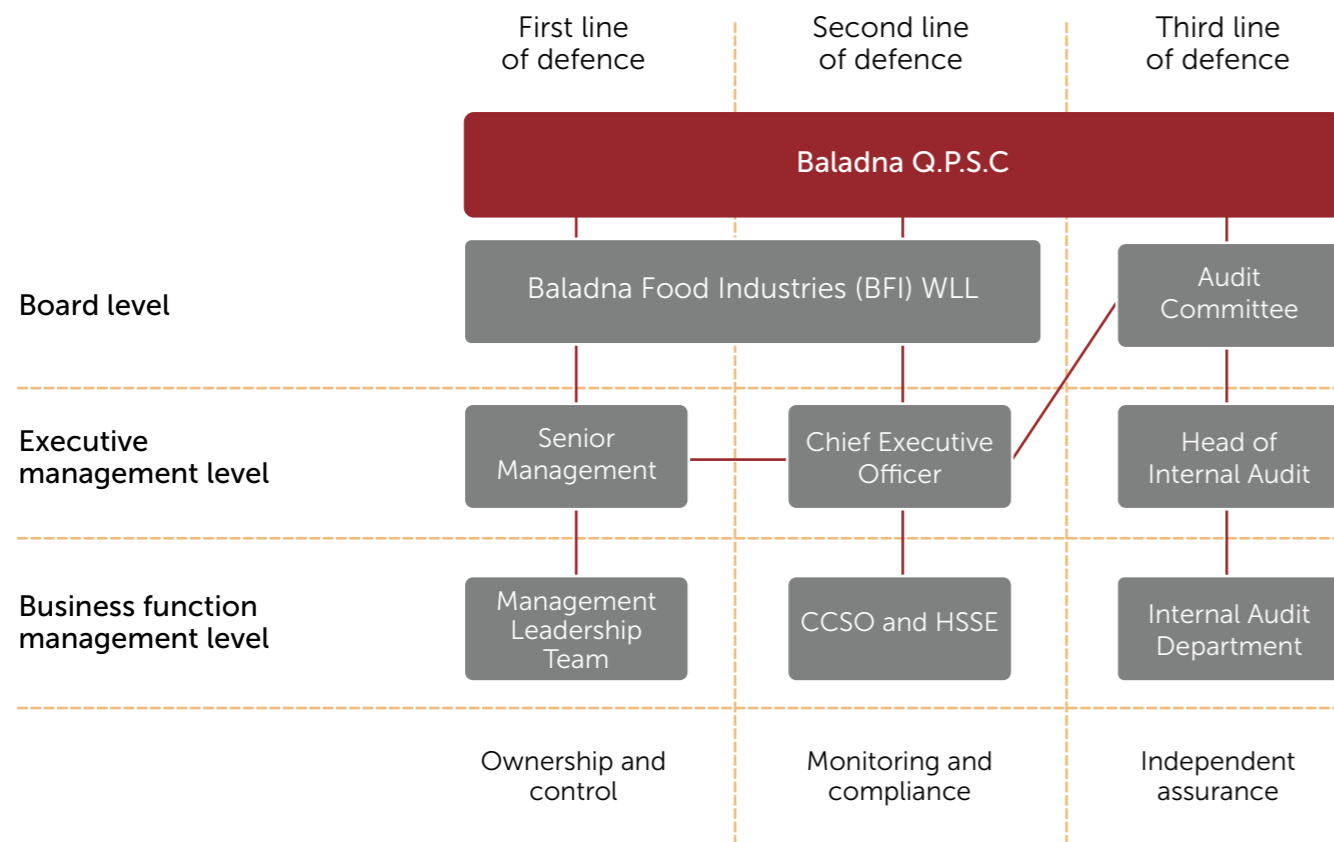 First line
of defence
Second line
of defence
Third line
of defence
Baladna Q.P.S.C
Board level
Baladna Food Industries (BFI) WLL
Audit
Committee
Executive
management level
Senior
Management
Chief Executive
Officer
Head of
Internal Audit
Business function
management level
Management
Leadership
Team
CCSO and HSSE
Internal Audit
Department
Ownership and
control
Monitoring and
compliance
Independent
assurance